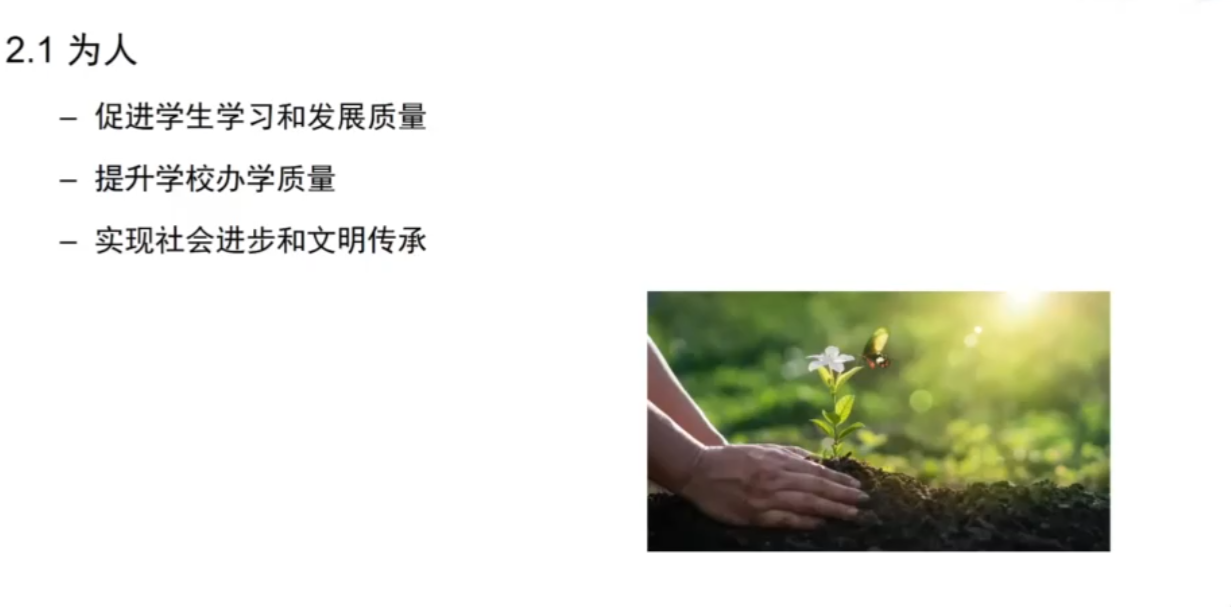 2.1 为人
– 促进学生学习和发展质量
– 提升学校办学质量
– 实现社会进步和文明传承